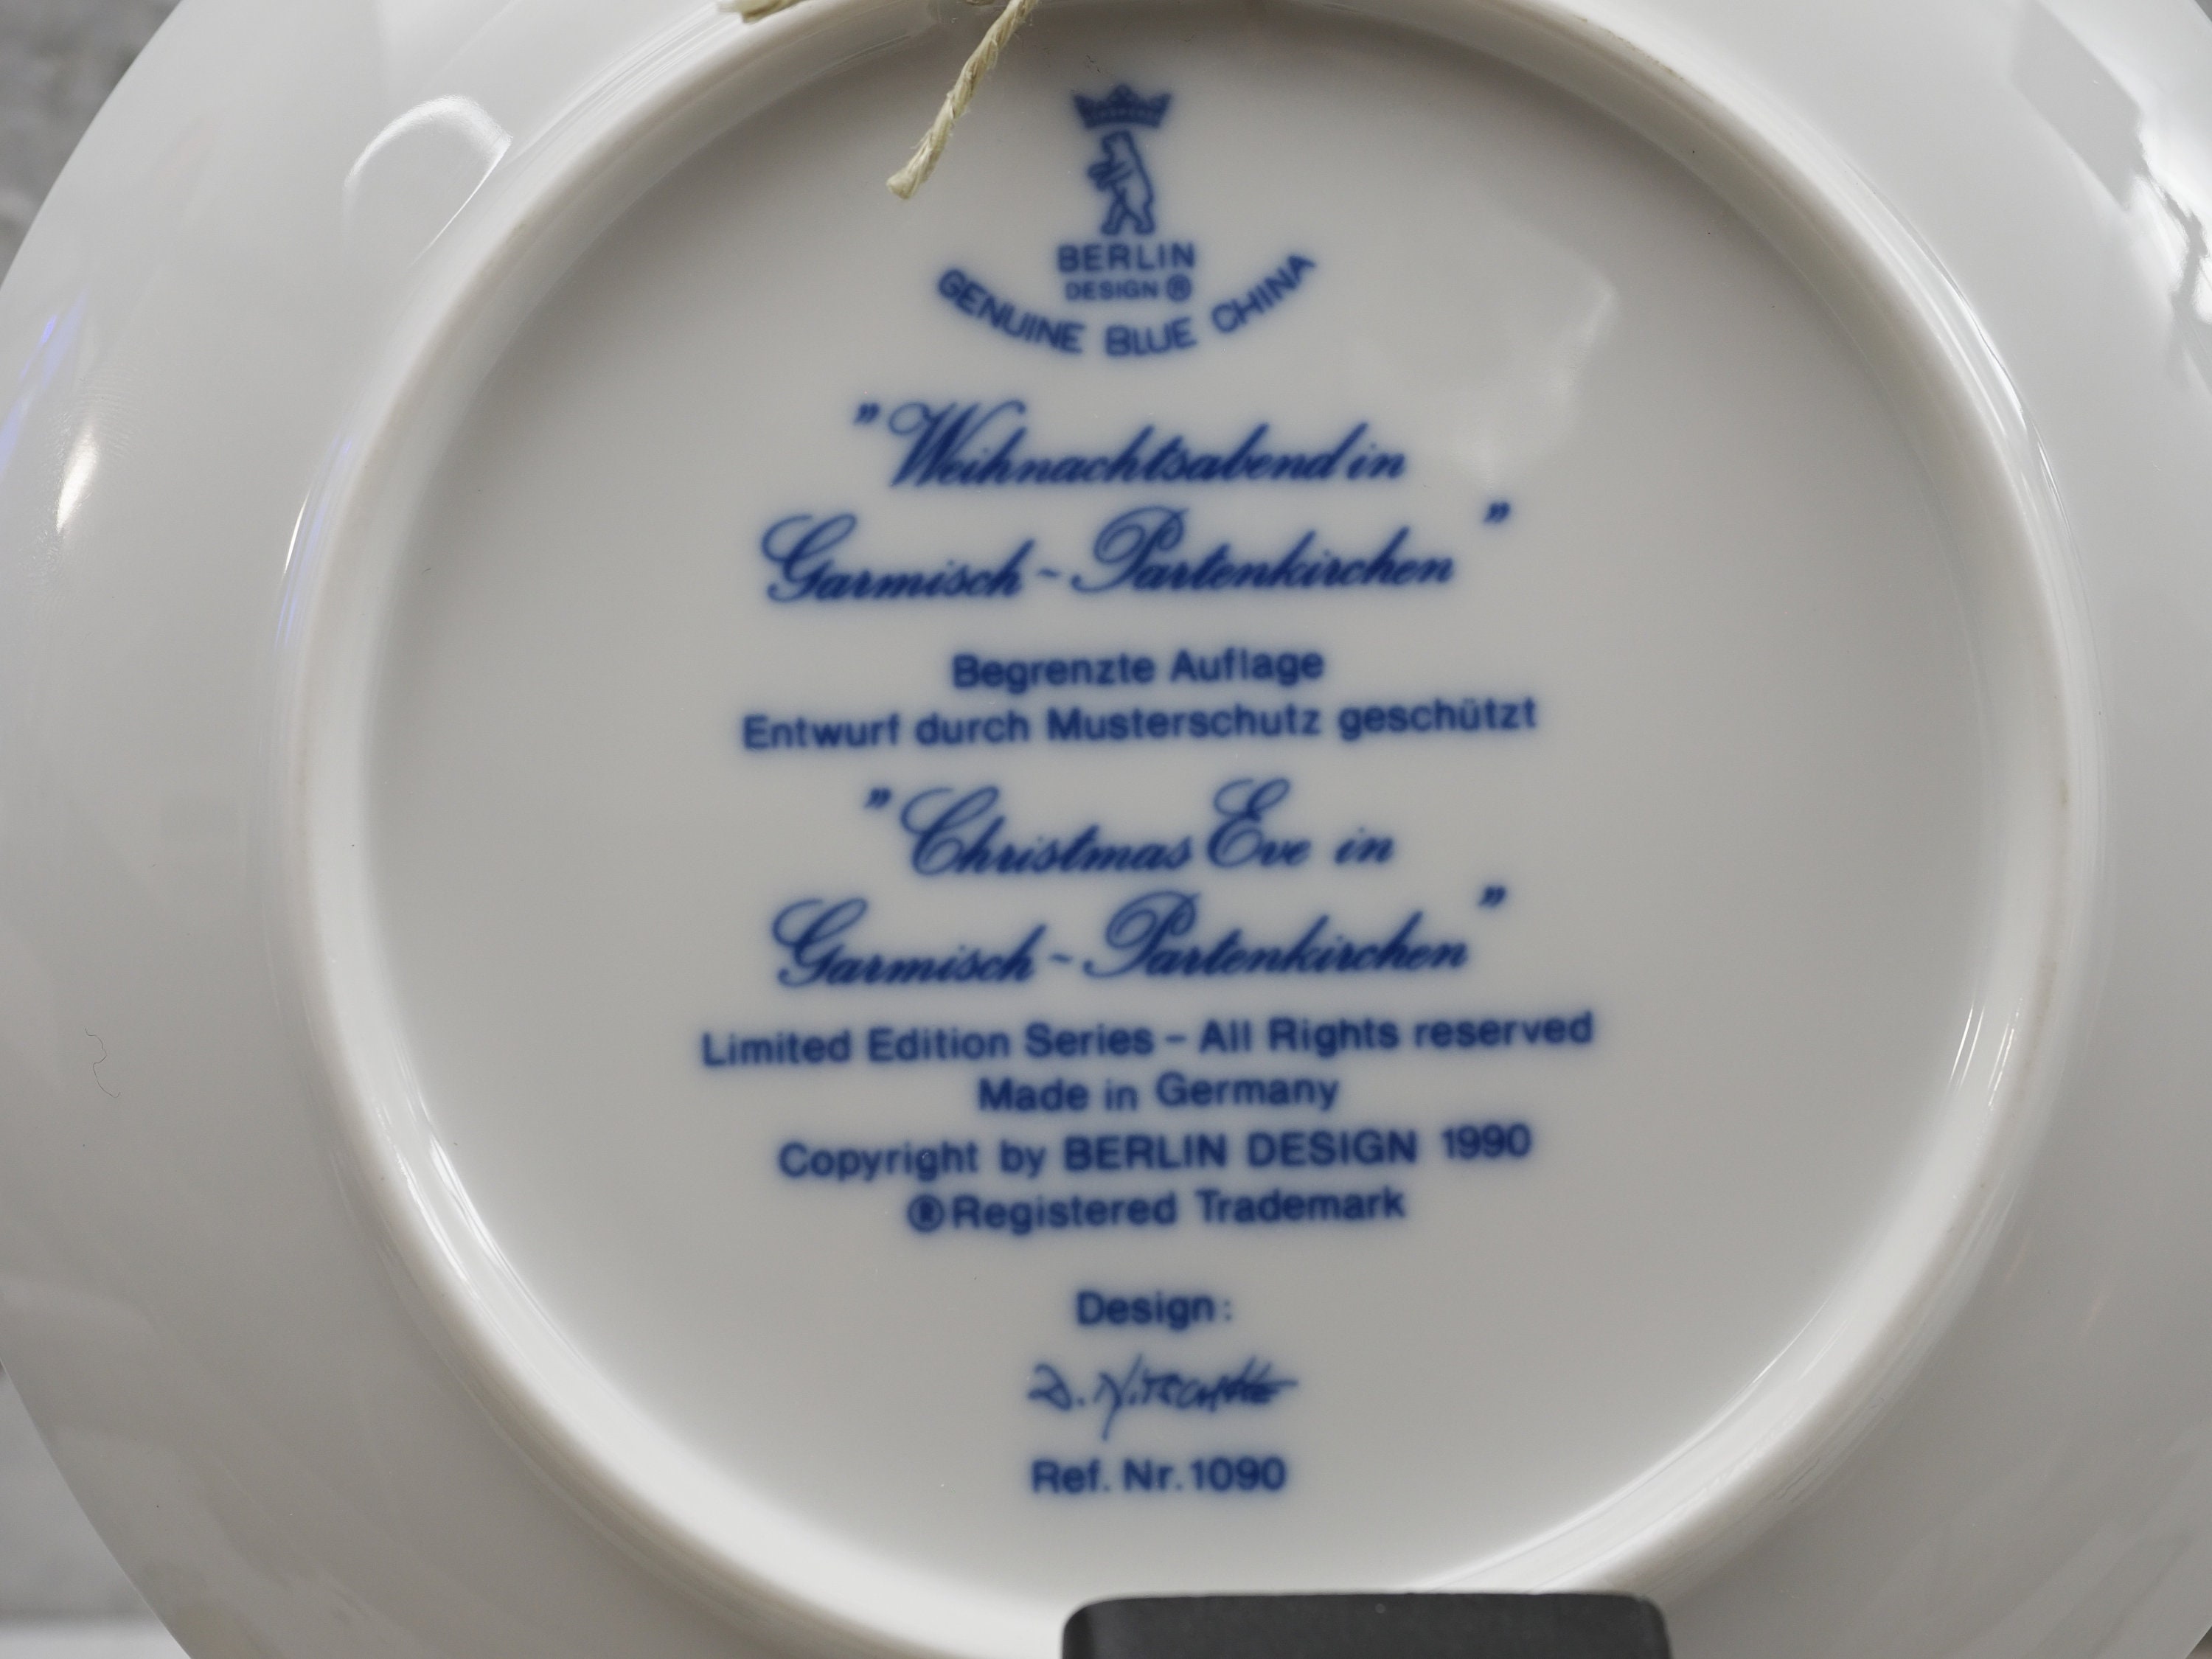 BERLIN
DESIGN ®
GENUINE BLUE CHINA
"Weihnachtsabend in
Garmisch ~ Partenkirchen"
Begrenzte Auflage
Entwurf durch Musterschutz geschützt
"Christmas Eve in
Garmisch ~ Partenkirchen"
Limited Edition Series – All Rights reserved
Made in Germany
Copyright by BERLIN DESIGN 1990
® Registered Trademark
Design:
Ref. Nr. 1090